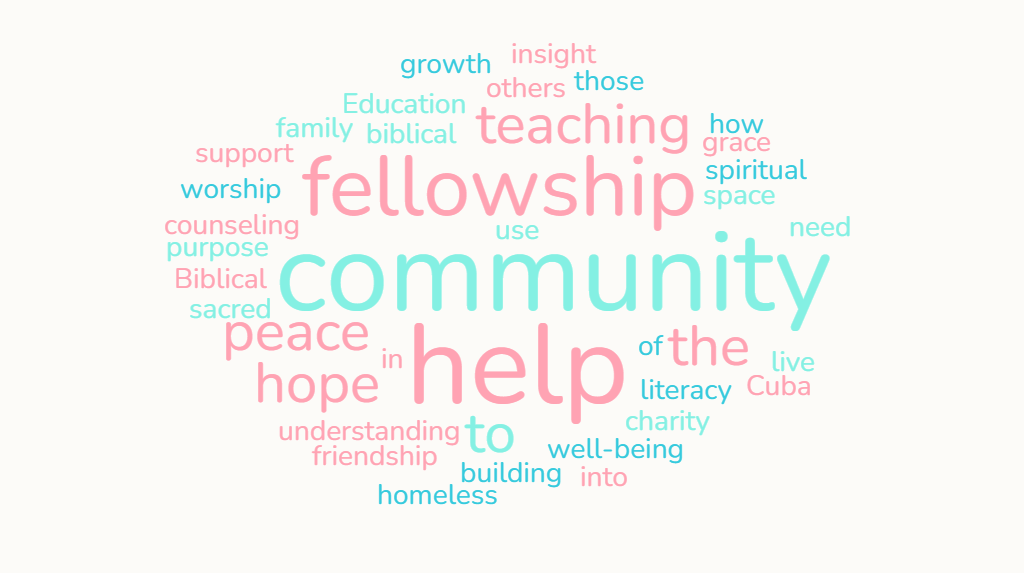 insight
growth
those
others
Education
teaching
how
family
biblical
grace
support
spiritual
fellowship
worship
space
counseling
use
need
purpose
community
Biblical
sacred
peace
of
the
in
help
live
hope
literacy
Cuba
charity
understanding
to
well-being
friendship
building
into
homeless